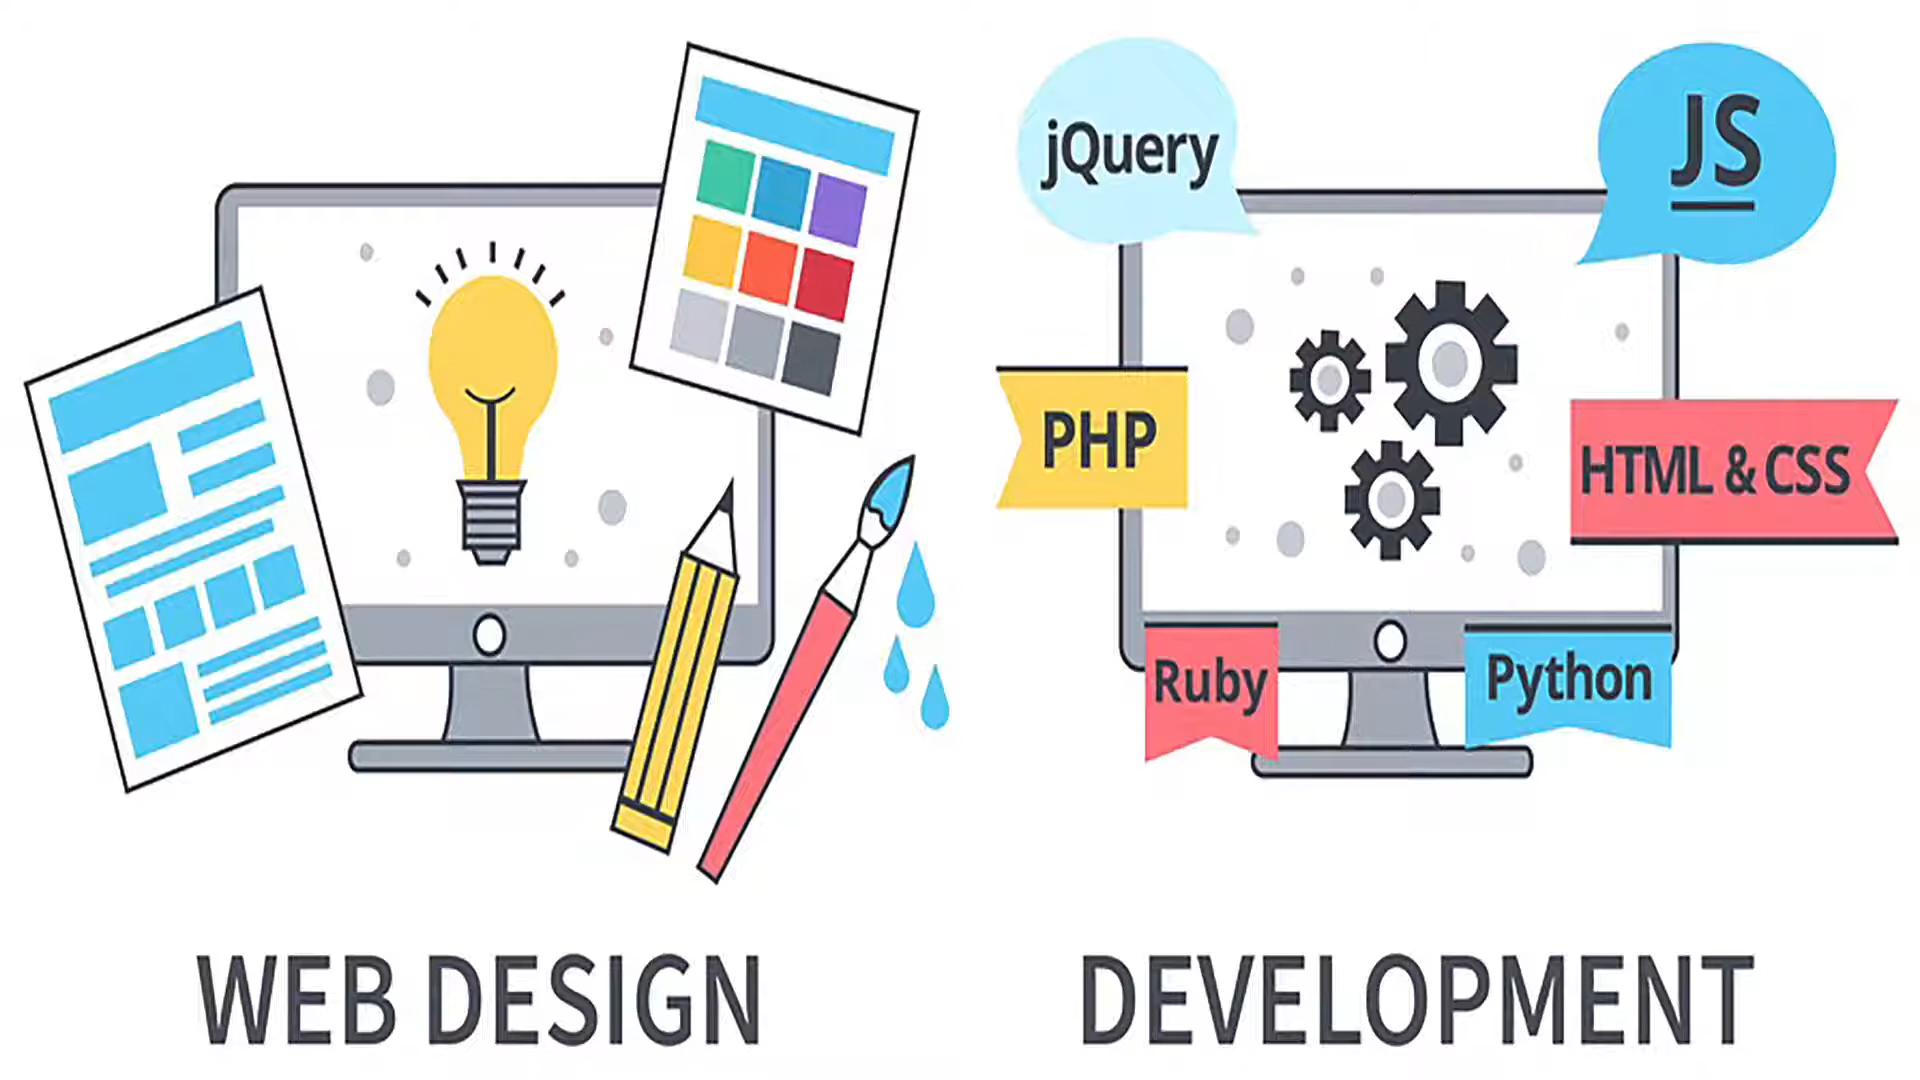 jQuery
JS
PHP
HTML & CSS
Ruby
Python
WEB DESIGN
DEVELOPMENT